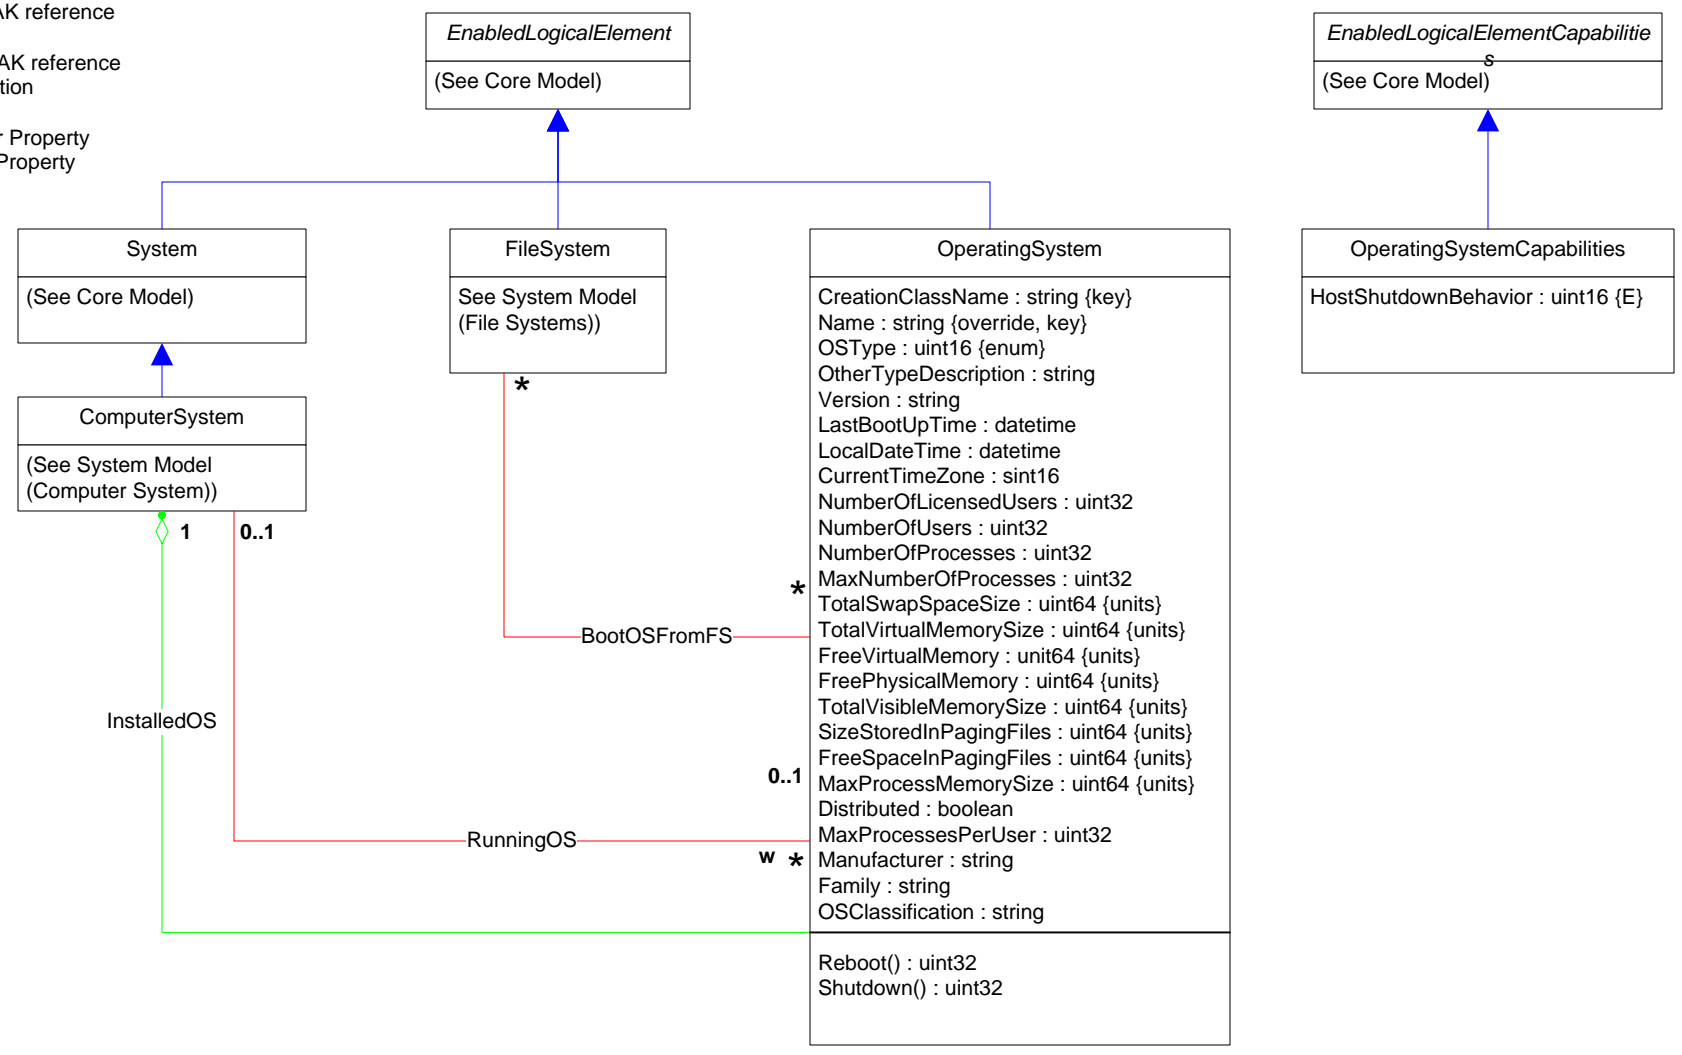 AK reference
AK reference
tion
r Property
Property
EnabledLogicalElement
(See Core Model)
EnabledLogicalElementCapabilitie
s
(See Core Model)
System
(See Core Model)
FileSystem
See System Model
(File Systems))
OperatingSystem
CreationClassName : string {key}
Name : string {override, key}
OSType : uint16 {enum}
OtherTypeDescription : string
Version : string
LastBootUpTime : datetime
LocalDateTime : datetime
CurrentTimeZone : sint16
NumberOfLicensedUsers : uint32
NumberOfUsers : uint32
NumberOfProcesses : uint32
MaxNumberOfProcesses : uint32
TotalSwapSpaceSize : uint64 {units}
TotalVirtualMemorySize : uint64 {units}
FreeVirtualMemory : unit64 {units}
FreePhysicalMemory : uint64 {units}
TotalVisibleMemorySize : uint64 {units}
SizeStoredInPagingFiles : uint64 {units}
FreeSpaceInPagingFiles : uint64 {units}
MaxProcessMemorySize : uint64 {units}
Distributed : boolean
MaxProcessesPerUser : uint32
Manufacturer : string
Family : string
OSClassification : string
Reboot() : uint32
Shutdown() : uint32
OperatingSystemCapabilities
HostShutdownBehavior : uint16 {E}
ComputerSystem
(See System Model
(Computer System))
1
0..1
*
*
BootOSFromFS
InstalledOS
0..1
RunningOS
w *